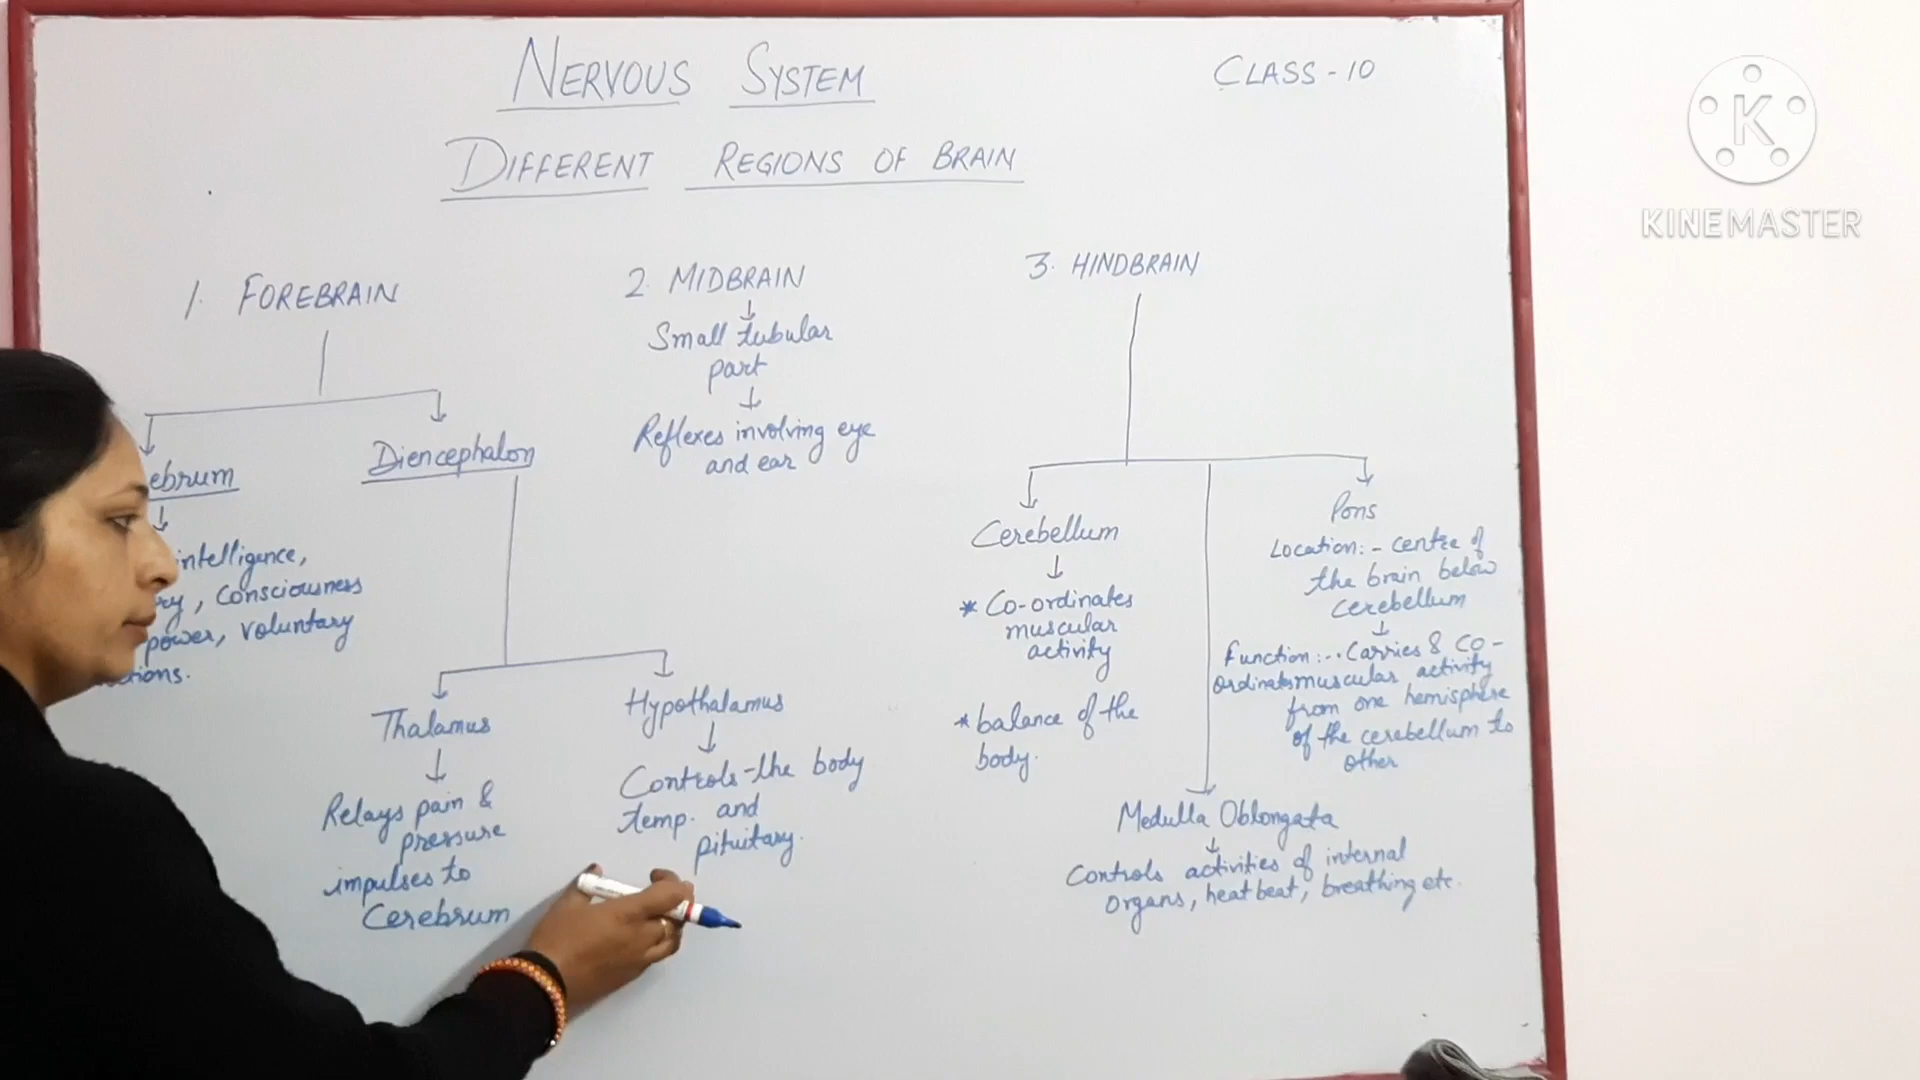 NERVOUS SYSTEM
CLASS-10
DIFFERENT REGIONS OF BRAIN
K
KINEMASTER
1. FOREBRAIN
ebrum
intelligence,
ry, consciousness
power, voluntary
tions.
Diencephalon
Thalamus
Relays pain &
pressure
impulses to
Cerebrum
Hypothalamus
Controls the body
temp. and
pituitary.
2. MIDBRAIN
Small tubular
part
Reflexes involving eye
and ear
3. HINDBRAIN
Cerebellum
* Co-ordinates
muscular
activity
* balance of the
body.
Medulla Oblongata
Controls activities of internal
organs, heatbeat, breathing etc.
Pons
Location:- centre of
the brain below
cerebellum
Function:-. Carries & Co-
ordinates muscular activity
from one hemisphere
of the cerebellum to
other